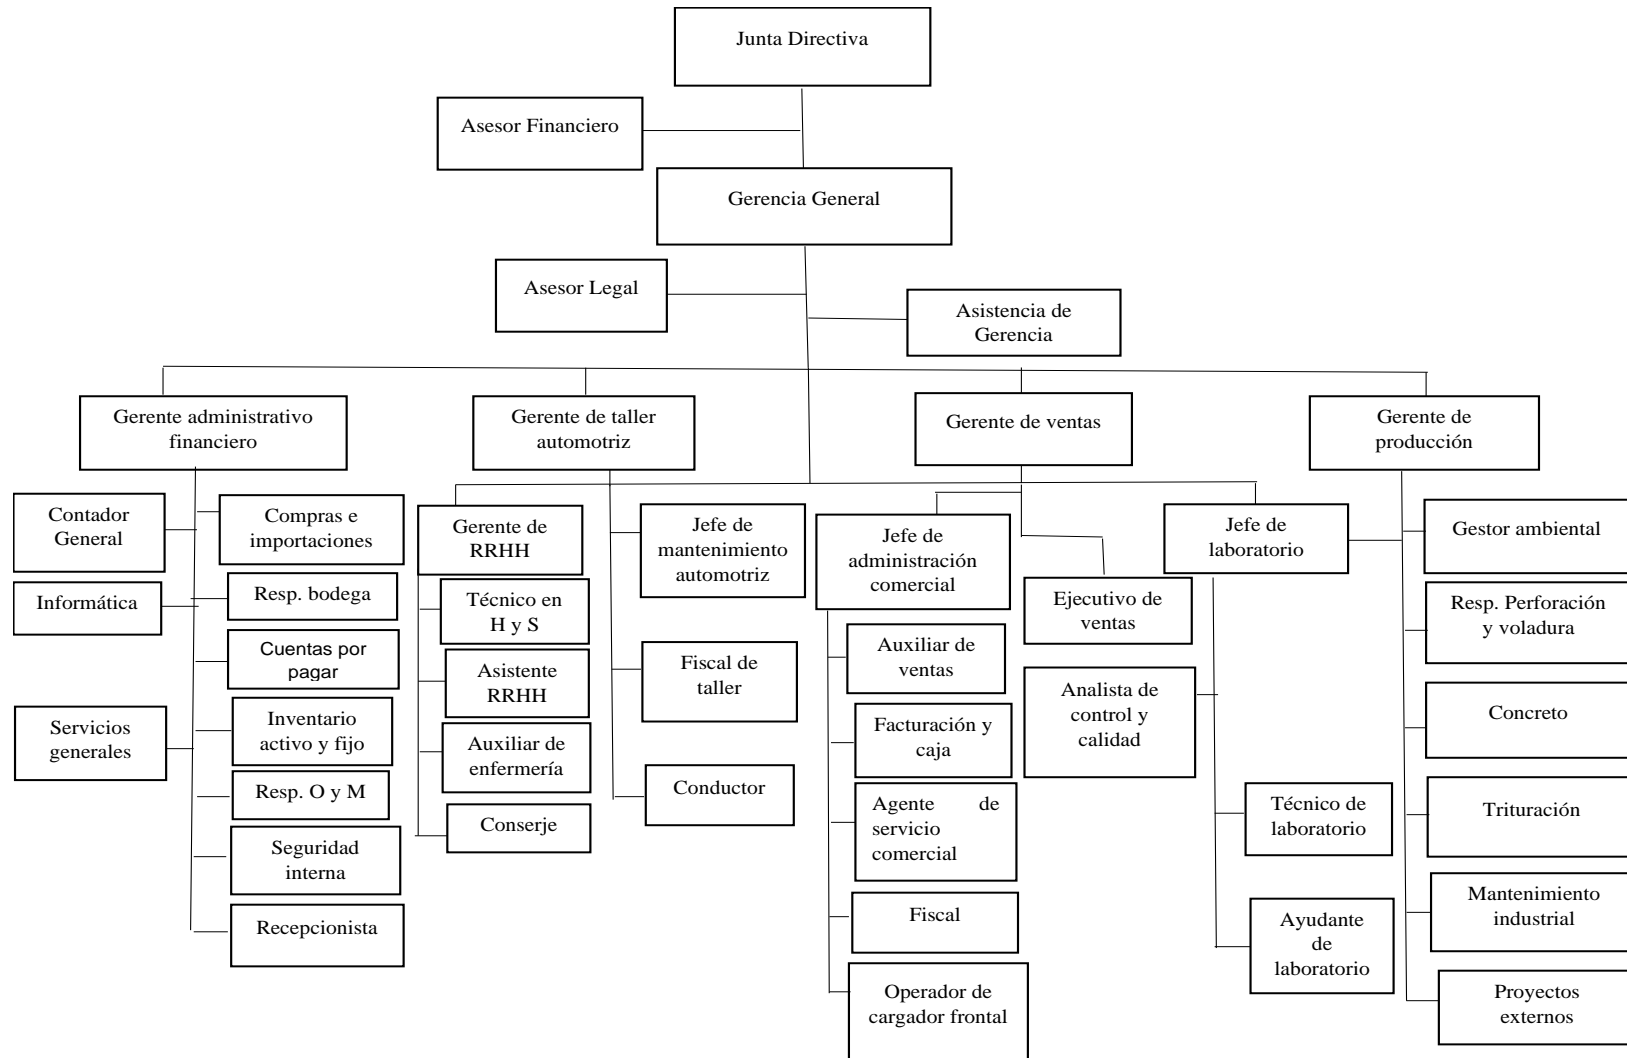 Junta Directiva
Asesor Financiero
Gerencia General
Asesor Legal
Asistencia de
Gerencia
Gerente administrativo
financiero
Gerente de taller
automotriz
Gerente de ventas
Gerente de
producción
Contador
General
Informática
Servicios
generales
Compras e
importaciones
Resp. bodega
Cuentas por
pagar
Inventario
activo y fijo
Resp. O y M
Seguridad
interna
Recepcionista
Gerente de
RRHH
Técnico en
H y S
Asistente
RRHH
Auxiliar de
enfermería
Conserje
Jefe de
mantenimiento
automotriz
Fiscal de
taller
Conductor
Jefe de
administración
comercial
Auxiliar de
ventas
Facturación y
caja
Agente de
servicio
comercial
Fiscal
Operador de
cargador frontal
Ejecutivo de
ventas
Analista de
control y
calidad
Jefe de
laboratorio
Técnico de
laboratorio
Ayudante
de
laboratorio
Gestor ambiental
Resp. Perforación
y voladura
Concreto
Trituración
Mantenimiento
industrial
Proyectos
externos